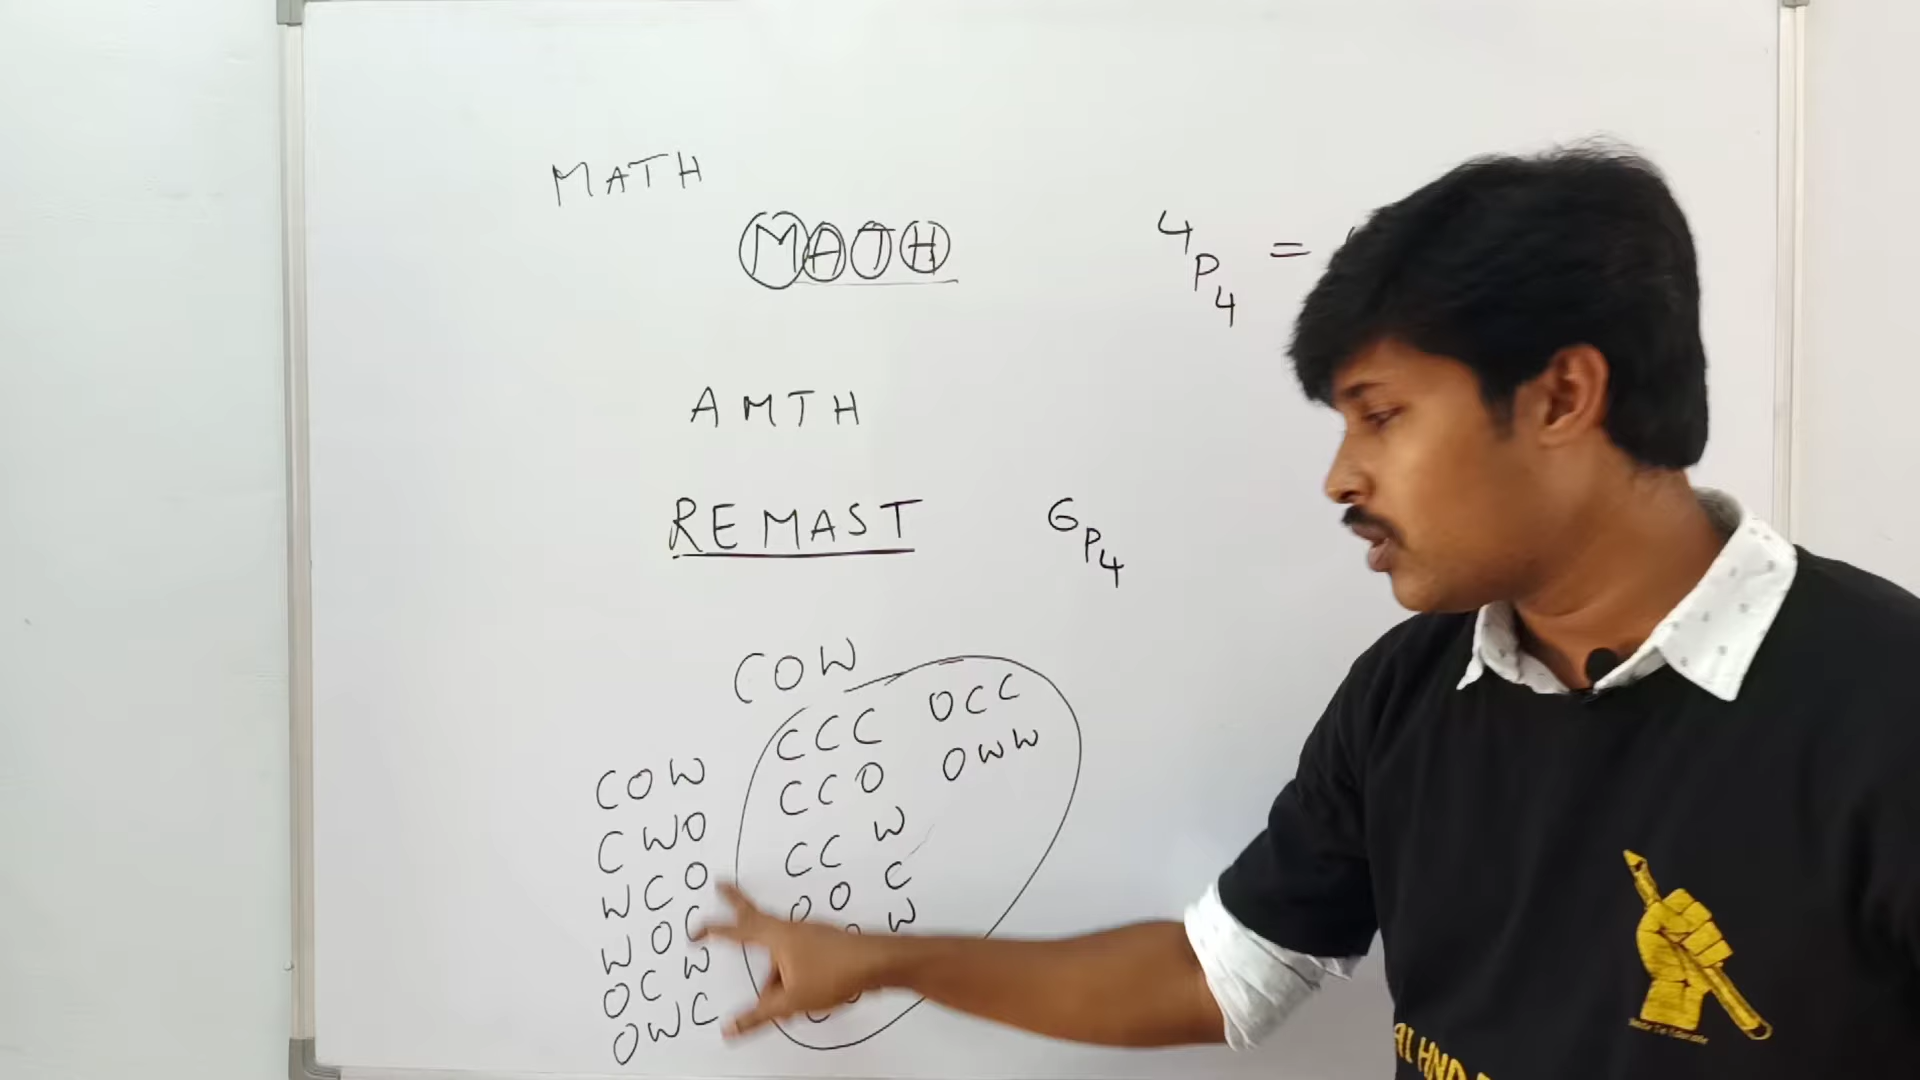 MATH
MATH
4P4 =
AMTH
REMAST 6P4
COW
CCC OCC
CCO OWW
CCW
OOC
W
C
COW
CWO
WCO
WOC
OCW
OWC